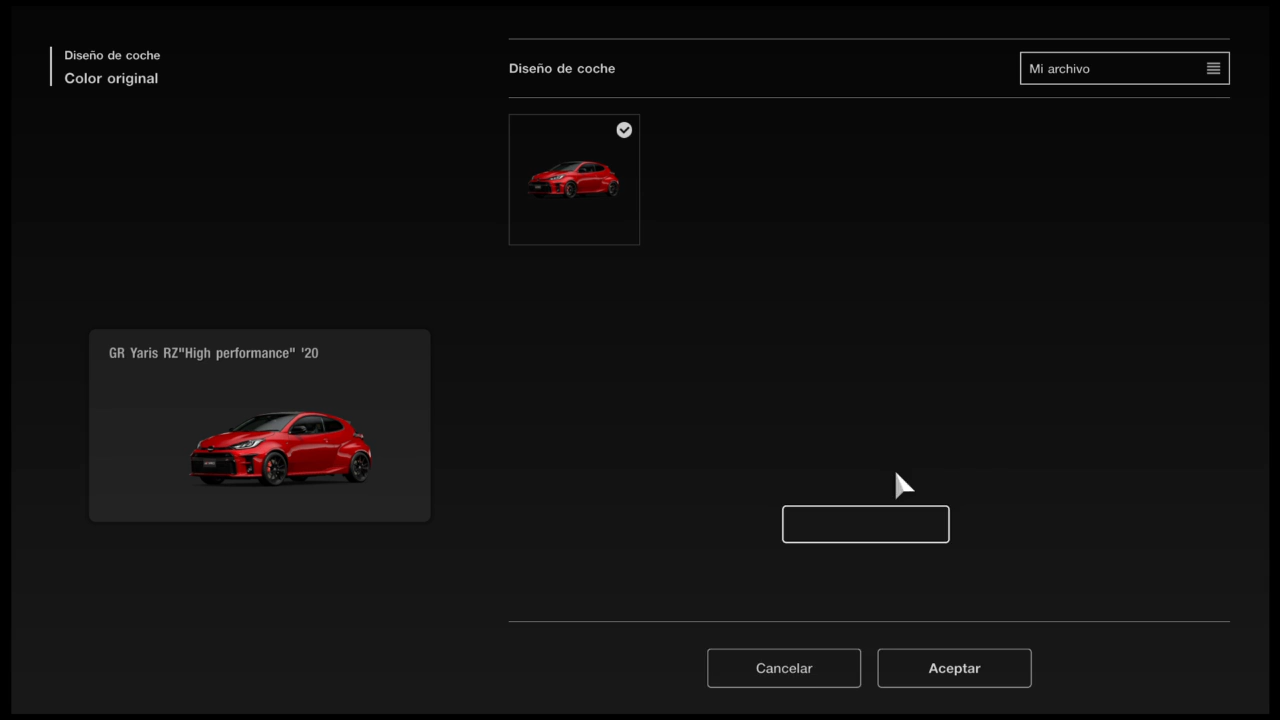 Diseño de coche
Color original
Diseño de coche
Mi archivo
GR Yaris RZ"High performance" '20
Cancelar
Aceptar